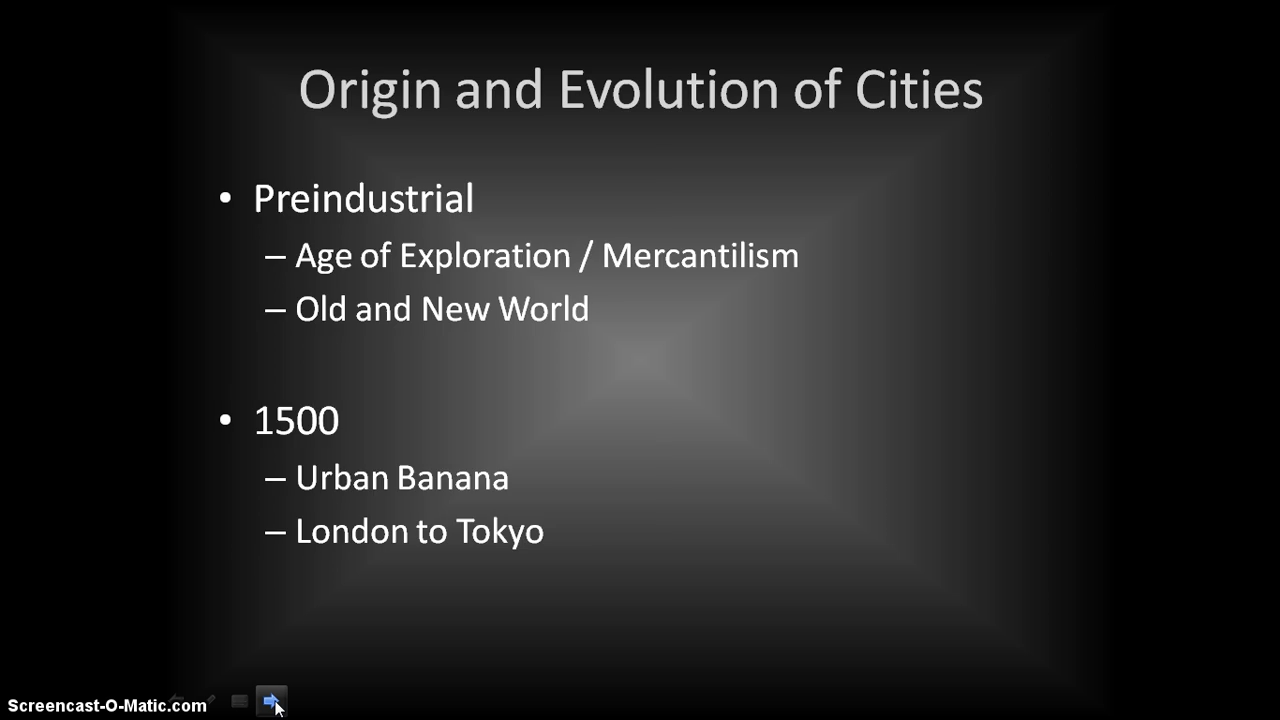 Origin and Evolution of Cities
• Preindustrial
– Age of Exploration / Mercantilism
– Old and New World
• 1500
– Urban Banana
– London to Tokyo
Screencast-O-Matic.com